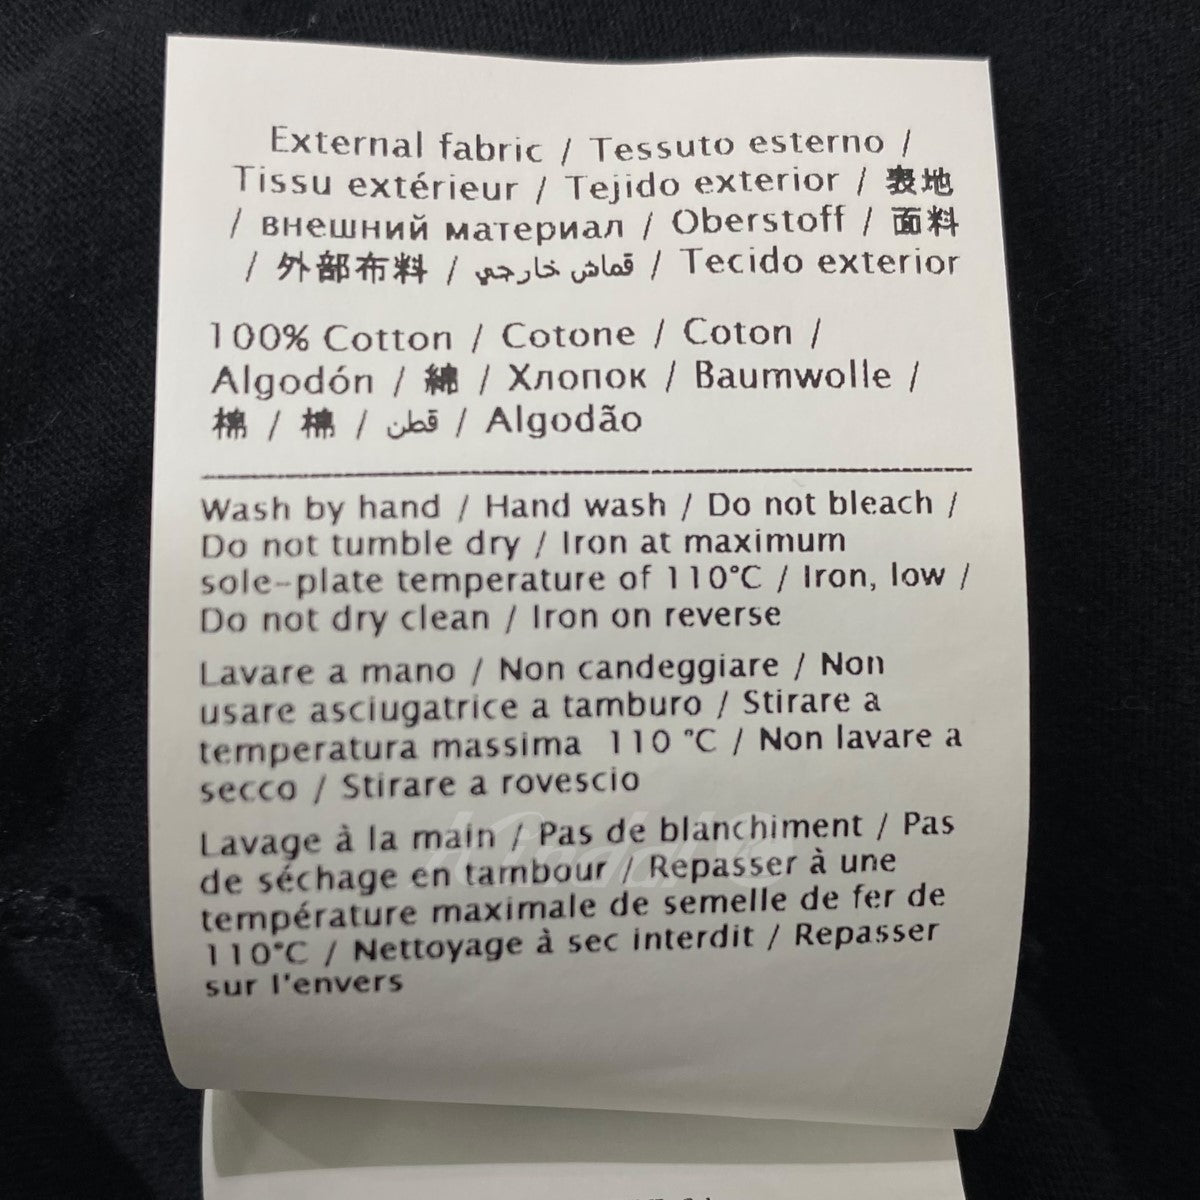 External fabric / Tessuto esterno /
Tissu extérieur / Tejido exterior / 表地
/ внешний материал / Oberstoff / 面料
/ 外部布料 / قماش خارجي / Tecido exterior
100% Cotton / Cotone / Coton /
Algodón / 綿 / Хлопок / Baumwolle /
棉 / 棉 / قطن / Algodão
Wash by hand / Hand wash / Do not bleach /
Do not tumble dry / Iron at maximum
sole-plate temperature of 110°C / Iron, low /
Do not dry clean / Iron on reverse
Lavare a mano / Non candeggiare / Non
usare asciugatrice a tamburo / Stirare a
temperatura massima 110 °C / Non lavare a
secco / Stirare a rovescio
Lavage à la main / Pas de blanchiment / Pas
de séchage en tambour / Repasser à une
température maximale de semelle de fer de
110°C / Nettoyage à sec interdit / Repasser
sur l'envers